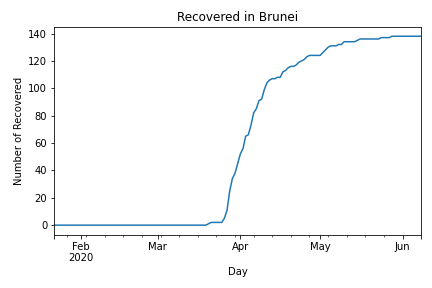 Recovered in Brunei
Number of Recovered
140
120
100
80
60
40
20
0
Feb
2020
Mar
Apr
May
Jun
Day